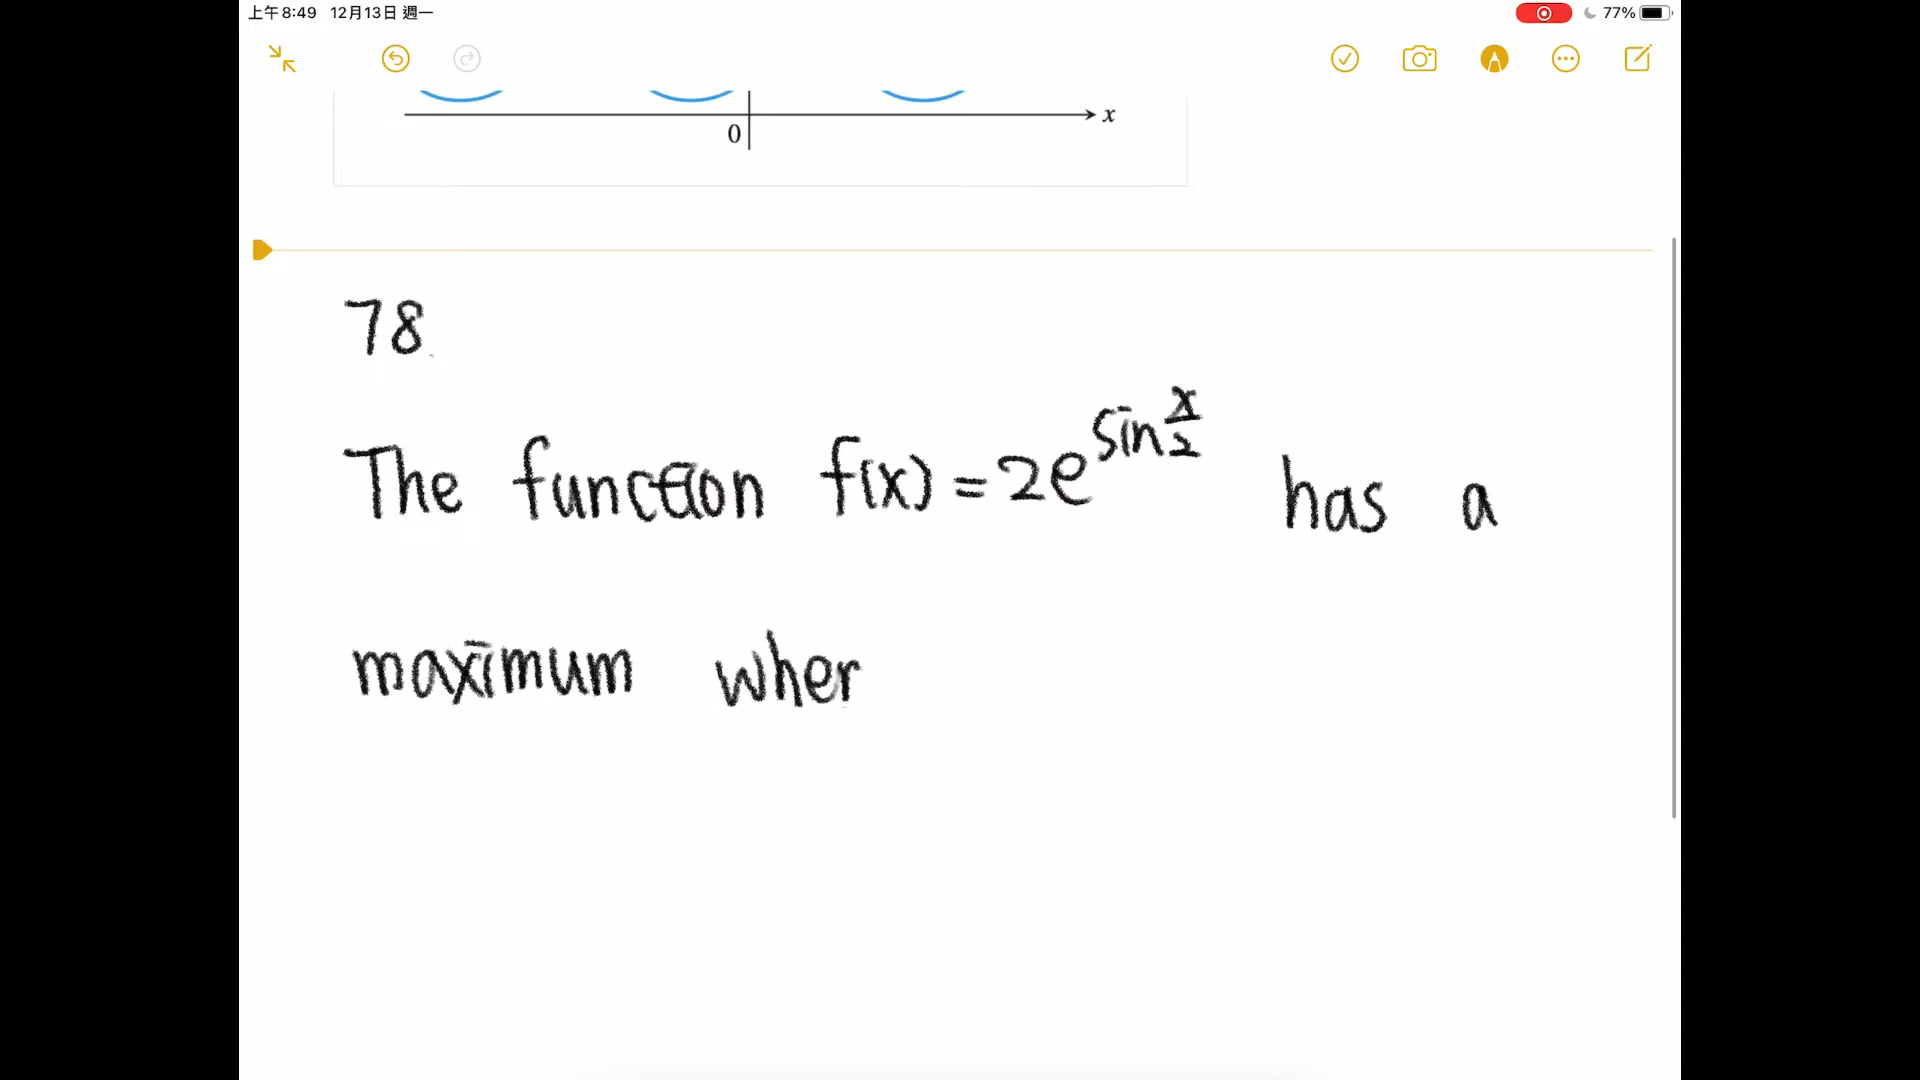 上午8:49 12月13日 週一 77%
x
0
78.
The function f(x) = 2e^{sin x/2} has a
maximum wher